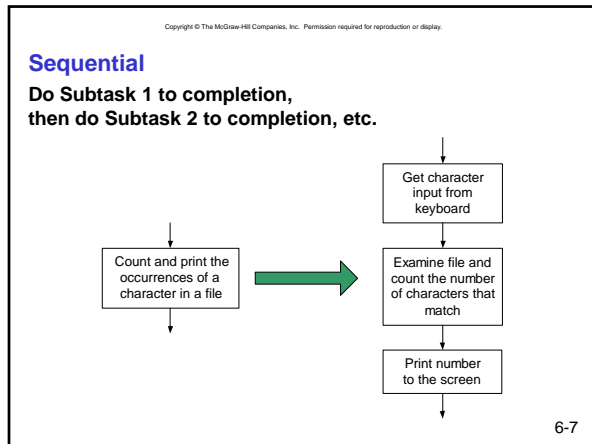 Copyright © The McGraw-Hill Companies, Inc. Permission required for reproduction or display.
Sequential
Do Subtask 1 to completion,
then do Subtask 2 to completion, etc.
Count and print the
occurrences of a
character in a file
Get character
input from
keyboard
Examine file and
count the number
of characters that
match
Print number
to the screen
6-7